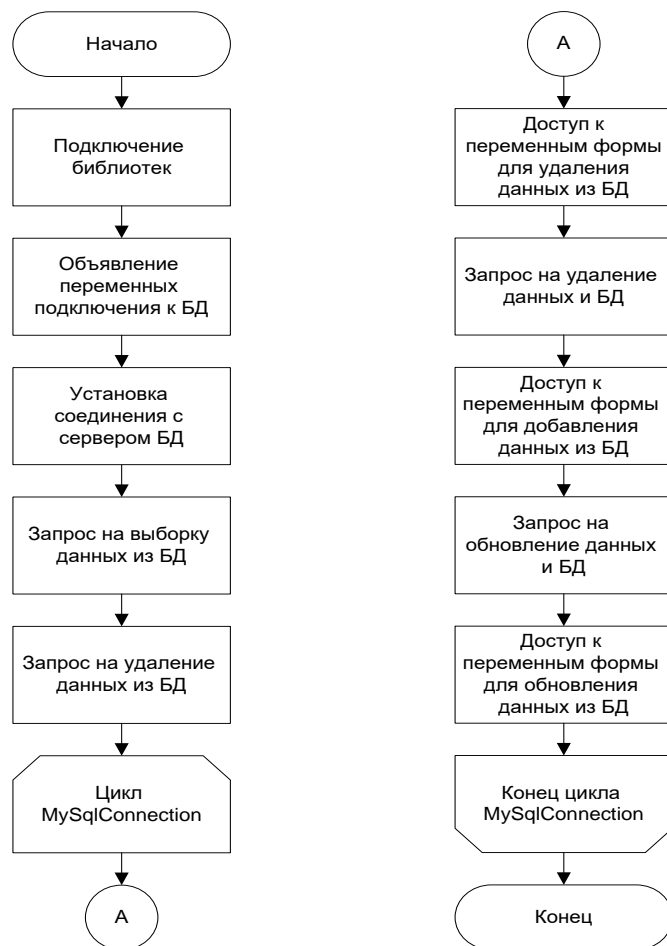 Начало
Подключение
библиотек
Объявление
переменных
подключения к БД
Установка
соединения с
сервером БД
Запрос на выборку
данных из БД
Запрос на удаление
данных из БД
Цикл
MySqlConnection
А
А
Доступ к
переменным формы
для удаления
данных из БД
Запрос на удаление
данных и БД
Доступ к
переменным формы
для добавления
данных из БД
Запрос на
обновление данных
и БД
Доступ к
переменным формы
для обновления
данных из БД
Конец цикла
MySqlConnection
Конец